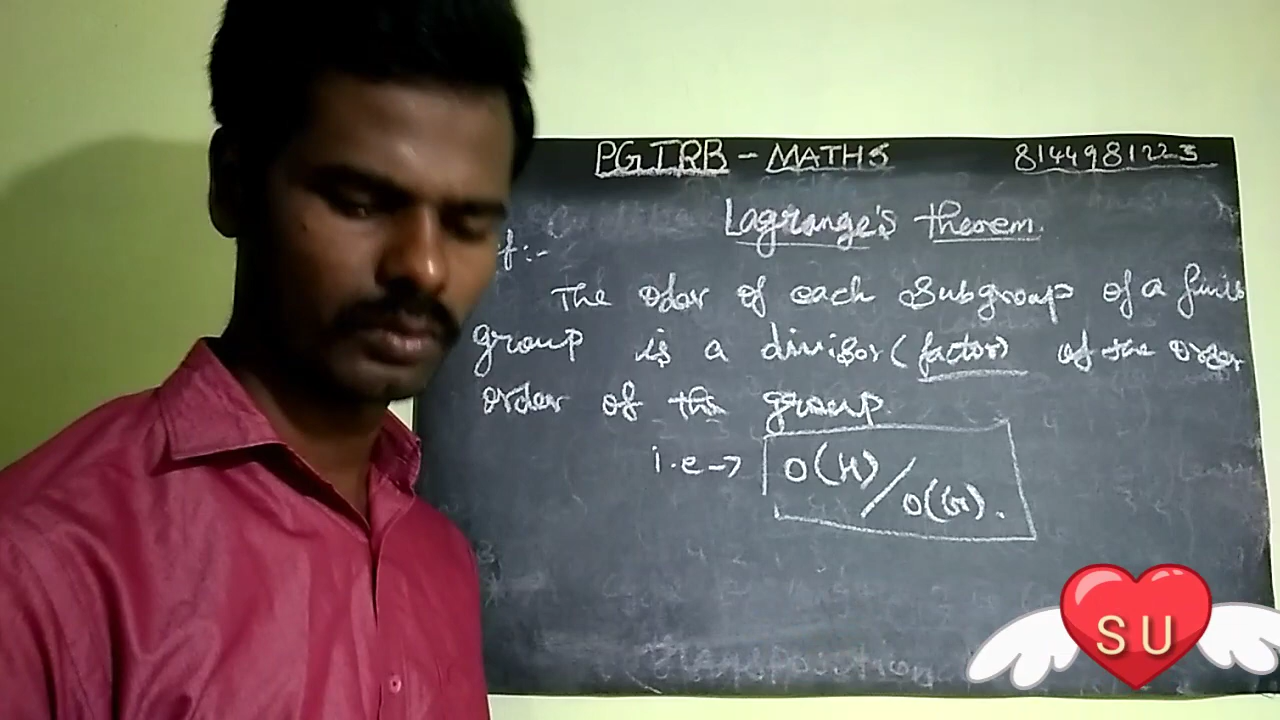 PGTRB - MATHS 8144981223
Lagrange's theorem.
f:-
The order of each Subgroup of a finite
group is a divisor (factor) of the order
order of the group.
i.e → O(H)/O(G).
Transposition
S U